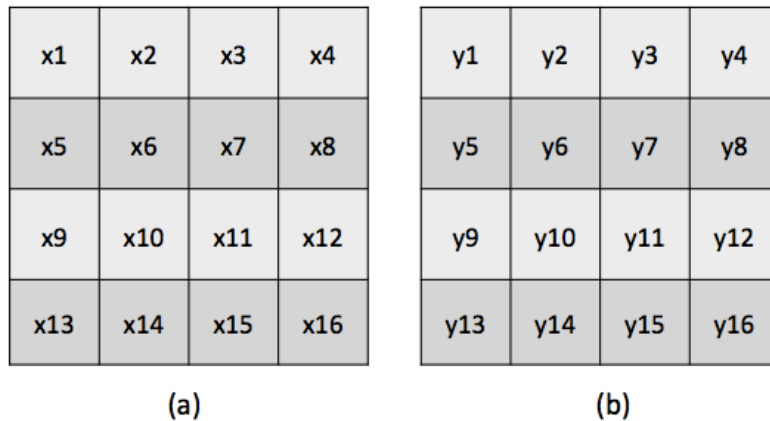 x1 x2 x3 x4 y1 y2 y3 y4
x5 x6 x7 x8 y5 y6 y7 y8
x9 x10 x11 x12 y9 y10 y11 y12
x13 x14 x15 x16 y13 y14 y15 y16
(a) (b)